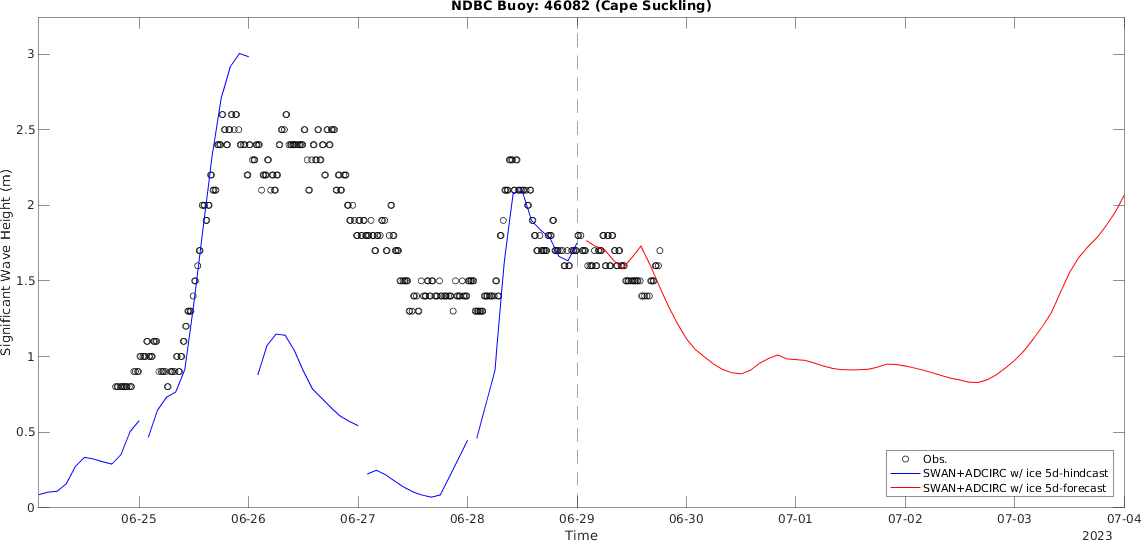 NDBC Buoy: 46082 (Cape Suckling)
Significant Wave Height (m)
3
2.5
2
1.5
1
0.5
0
Obs.
SWAN+ADCIRC w/ ice 5d-hindcast
SWAN+ADCIRC w/ ice 5d-forecast
06-25 06-26 06-27 06-28 06-29 06-30 07-01 07-02 07-03 07-04
Time
2023